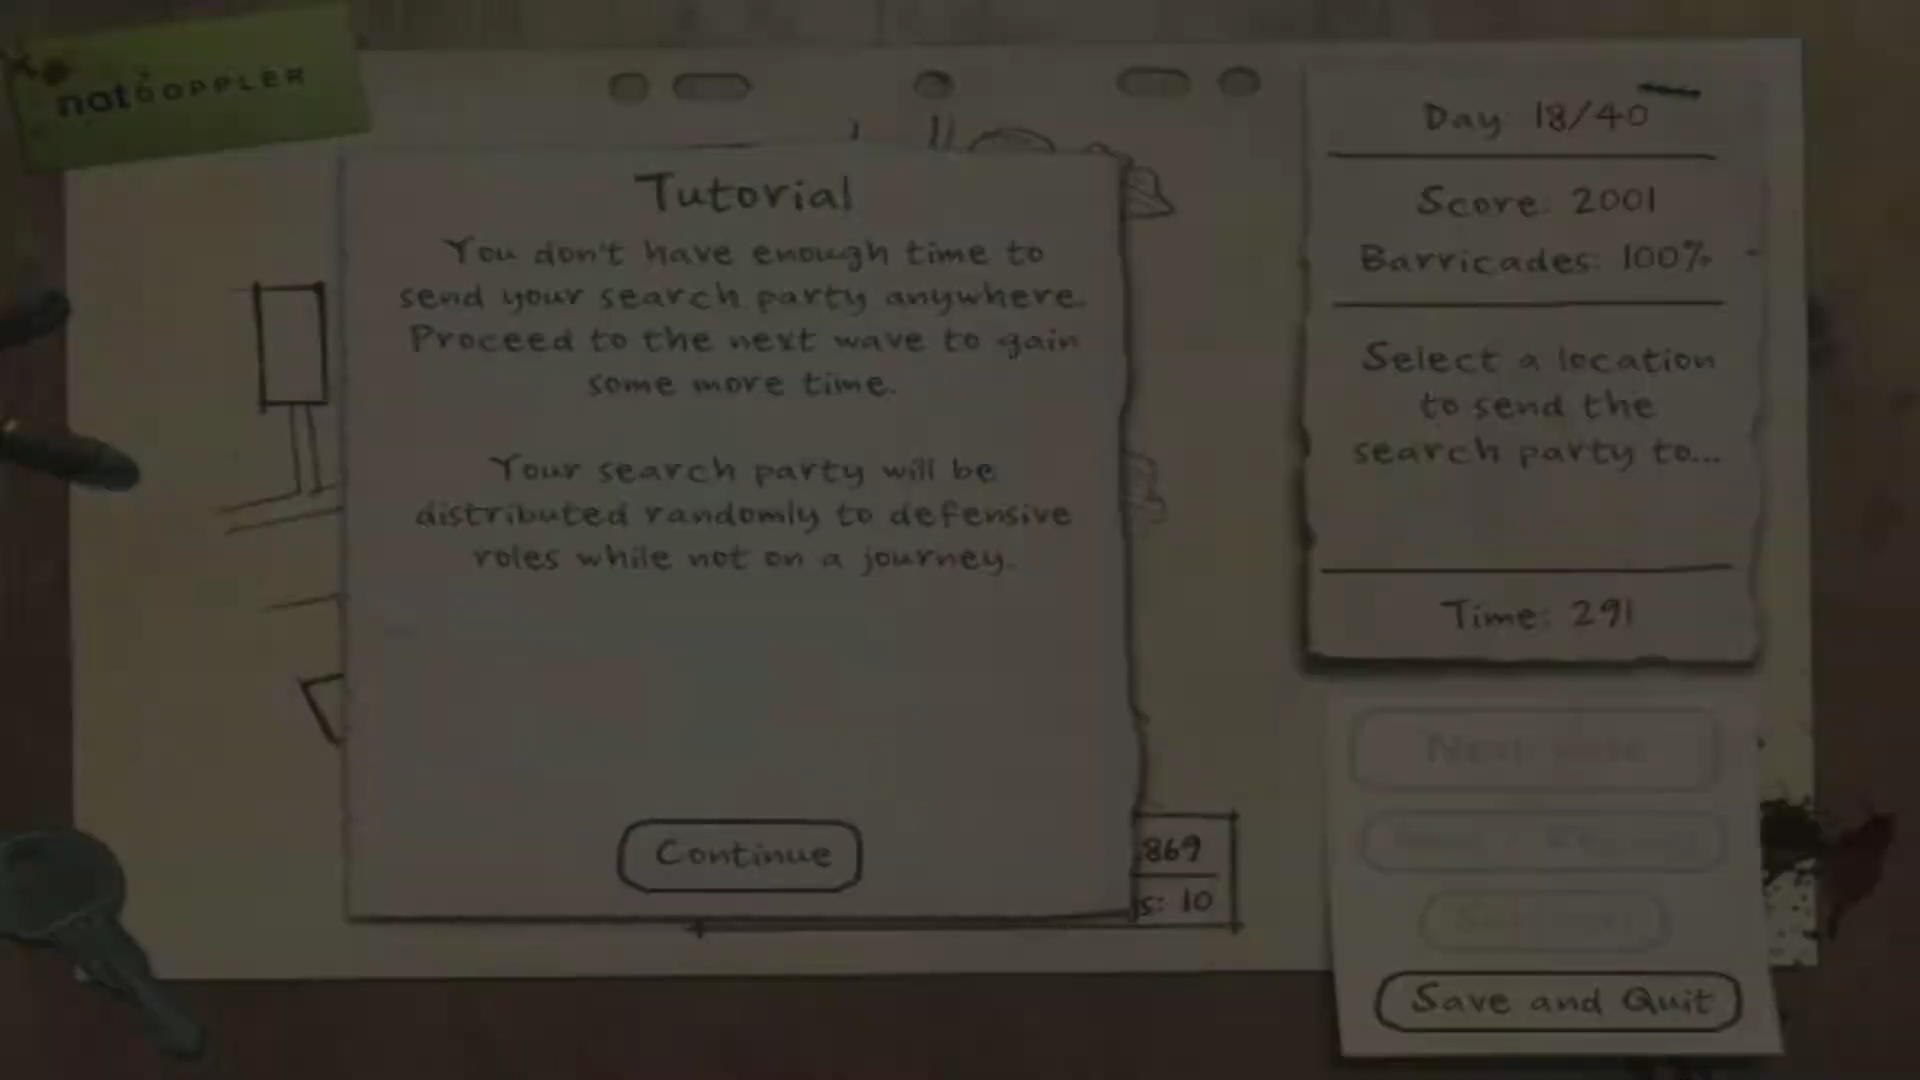 notDOPPLER
Tutorial
You don't have enough time to
send your search party anywhere.
Proceed to the next wave to gain
some more time.
Your search party will be
distributed randomly to defensive
roles while not on a journey.
Continue
869
s: 10
Day 18/40
Score: 2001
Barricades: 100%
Select a location
to send the
search party to...
Time: 291
Save and Quit